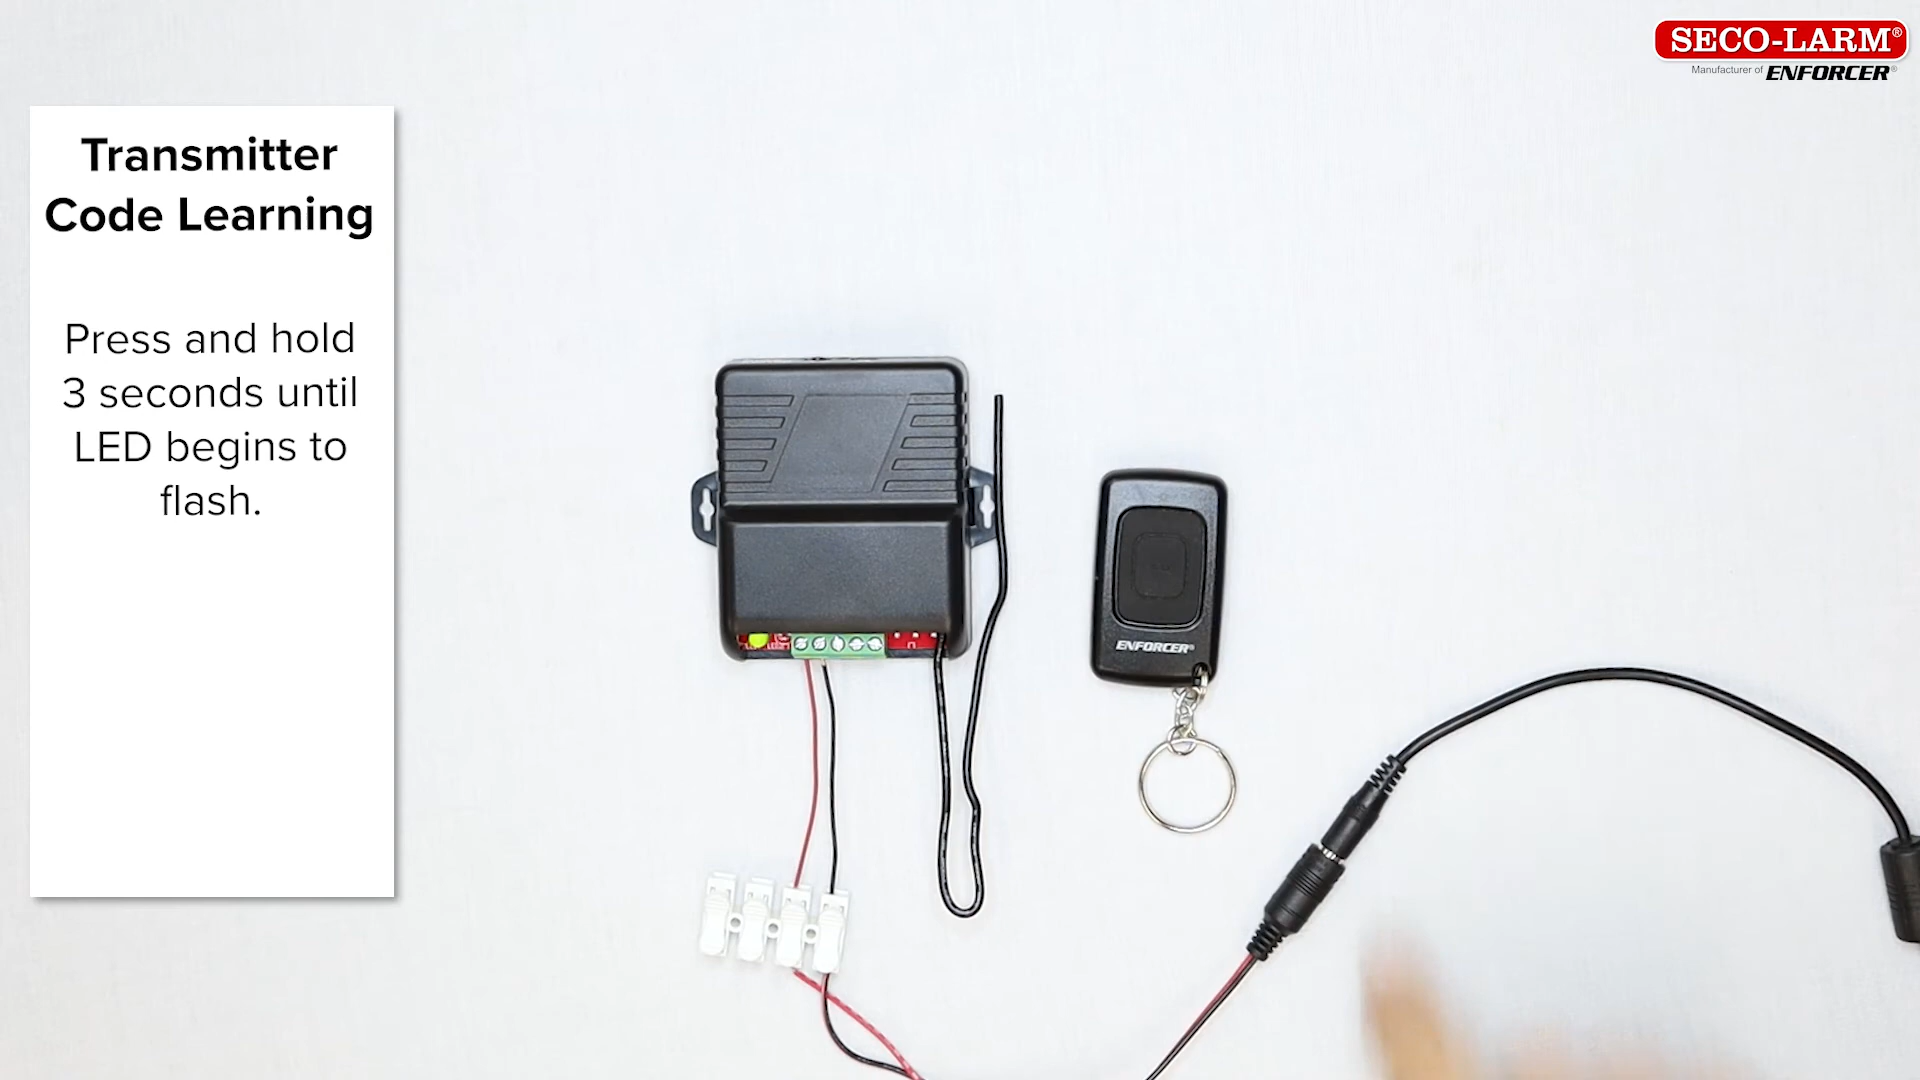 SECO-LARM®
Manufacturer of ENFORCER®
Transmitter
Code Learning
Press and hold
3 seconds until
LED begins to
flash.
ENFORCER®